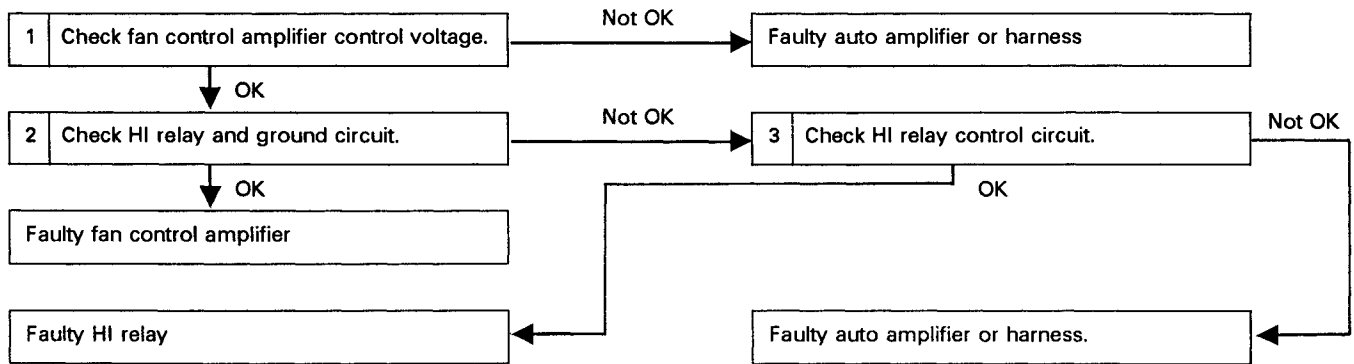 1 Check fan control amplifier control voltage.
Not OK
Faulty auto amplifier or harness
OK
2 Check HI relay and ground circuit.
Not OK
3 Check HI relay control circuit.
Not OK
OK
OK
Faulty fan control amplifier
Faulty HI relay
Faulty auto amplifier or harness.